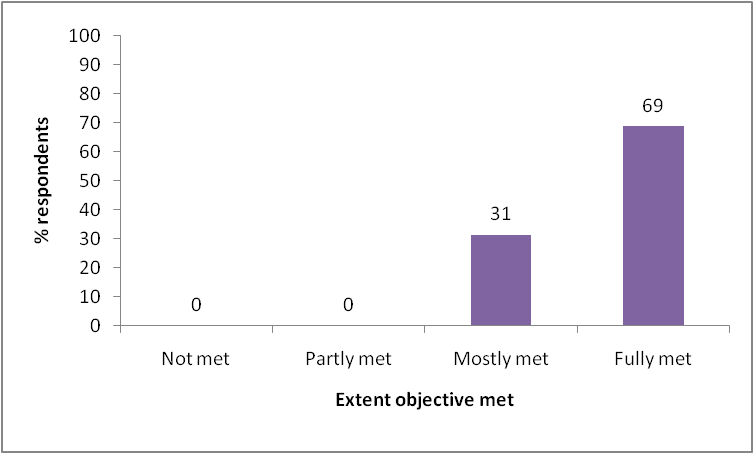 100
90
80
70
60
50
40
30
20
10
0
% respondents
0
0
31
69
Not met
Partly met
Mostly met
Fully met
Extent objective met